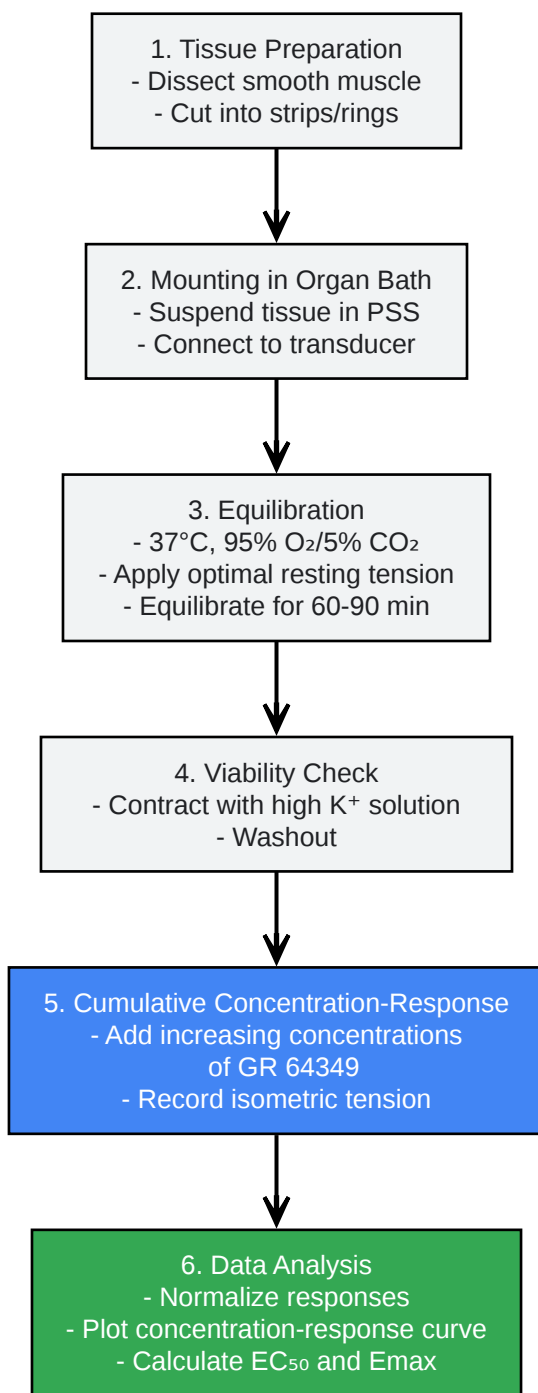 1. Tissue Preparation
- Dissect smooth muscle
- Cut into strips/rings
2. Mounting in Organ Bath
- Suspend tissue in PSS
- Connect to transducer
3. Equilibration
- 37°C, 95% O₂/5% CO₂
- Apply optimal resting tension
- Equilibrate for 60-90 min
4. Viability Check
- Contract with high K⁺ solution
- Washout
5. Cumulative Concentration-Response
- Add increasing concentrations
of GR 64349
- Record isometric tension
6. Data Analysis
- Normalize responses
- Plot concentration-response curve
- Calculate EC₅₀ and Emax